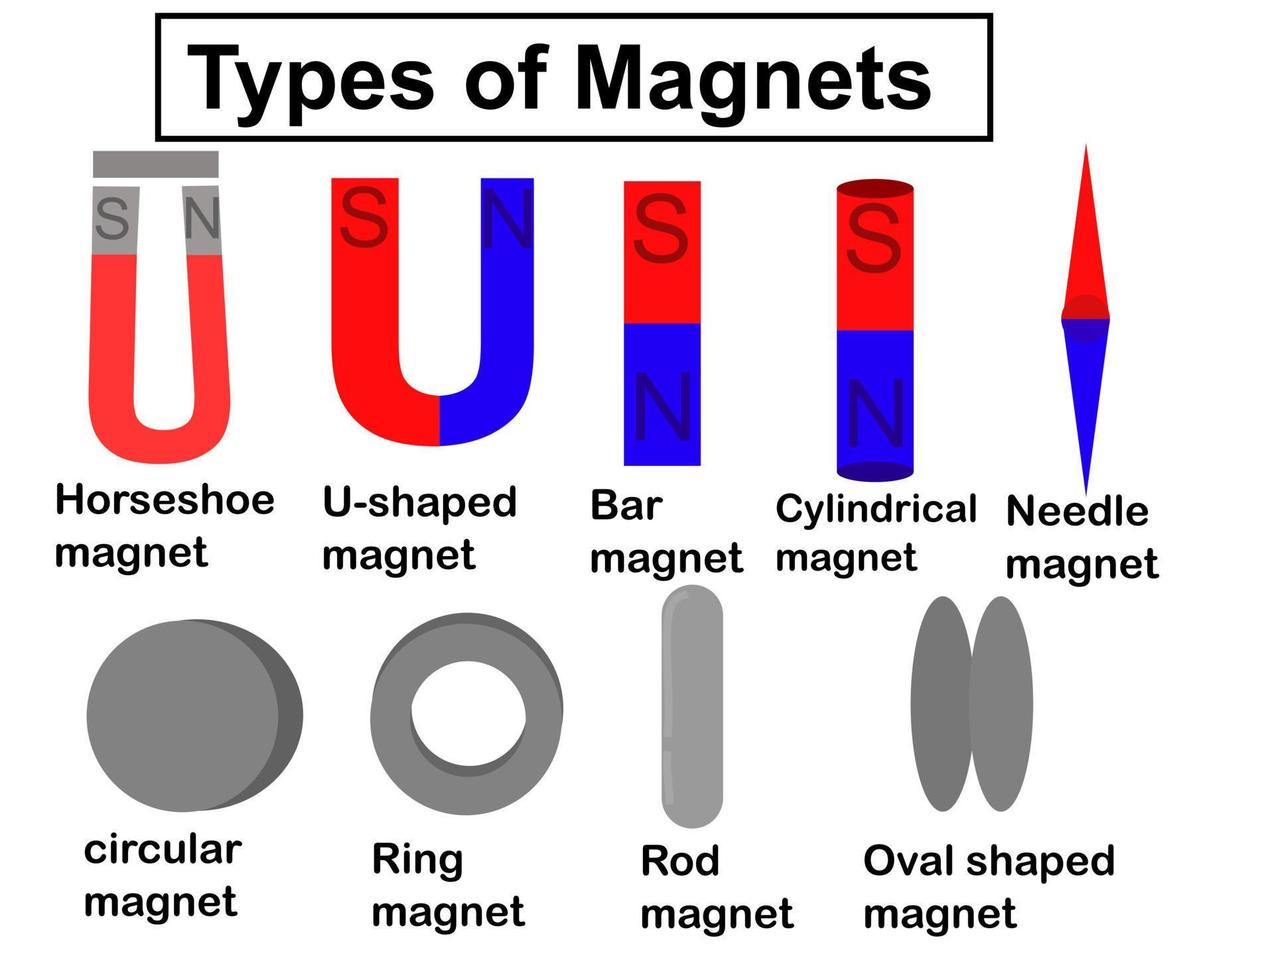 Types of Magnets
S N
S N
S
N
S
N
Horseshoe
magnet
U-shaped
magnet
Bar
magnet
Cylindrical
magnet
Needle
magnet
circular
magnet
Ring
magnet
Rod
magnet
Oval shaped
magnet